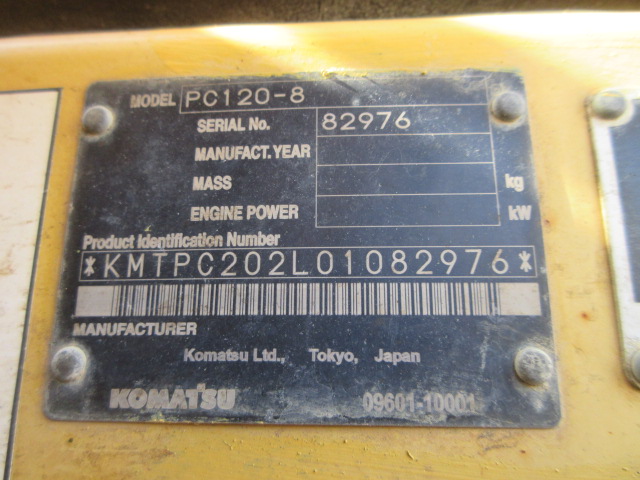 MODEL PC120-8
SERIAL No. 82976
MANUFACT. YEAR
MASS kg
ENGINE POWER kW
Product Identification Number
*KMTPC202L01082976*
MANUFACTURER
Komatsu Ltd., Tokyo, Japan
KOMATSU 09601-10001